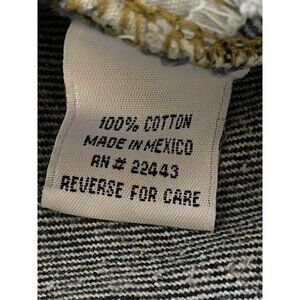 100% COTTON
MADE IN MEXICO
RN # 22443
REVERSE FOR CARE